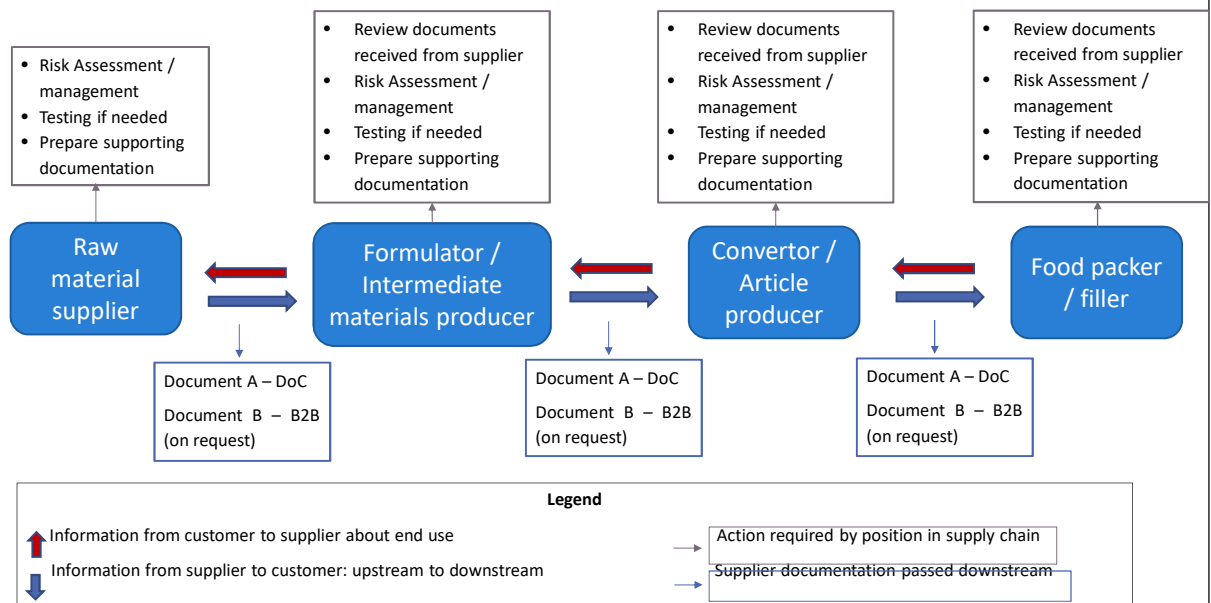 • Risk Assessment /
management
• Testing if needed
• Prepare supporting
documentation
• Review documents
received from supplier
• Risk Assessment /
management
• Testing if needed
• Prepare supporting
documentation
• Review documents
received from supplier
• Risk Assessment /
management
• Testing if needed
• Prepare supporting
documentation
• Review documents
received from supplier
• Risk Assessment /
management
• Testing if needed
• Prepare supporting
documentation
Raw
material
supplier
Formulator /
Intermediate
materials producer
Convertor /
Article
producer
Food packer
/ filler
Document A – DoC
Document B – B2B
(on request)
Document A – DoC
Document B – B2B
(on request)
Document A – DoC
Document B – B2B
(on request)
Legend
Information from customer to supplier about end use
Action required by position in supply chain
Information from supplier to customer: upstream to downstream
Supplier documentation passed downstream